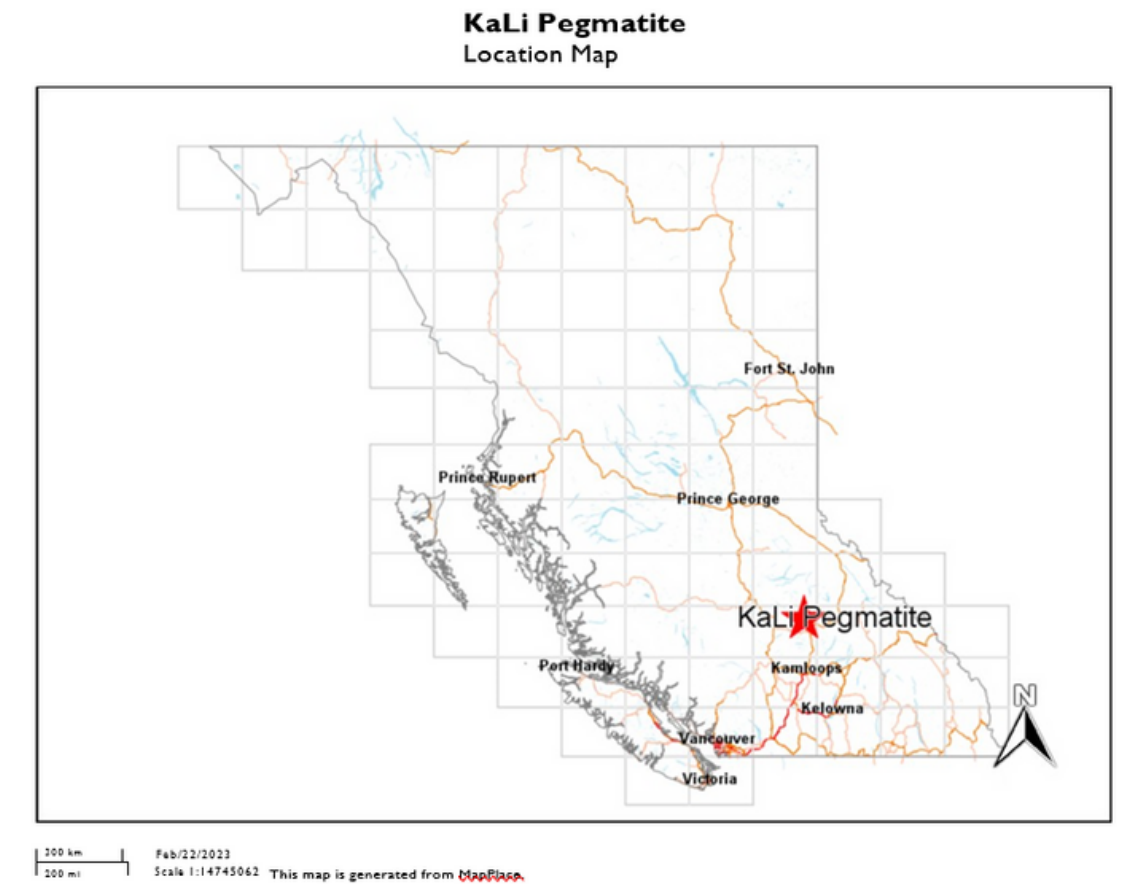 KaLi Pegmatite
Location Map
Fort St. John
Prince Rupert
Prince George
KaLi Pegmatite
Port Hardy
Kamloops
Kelowna
N
Vancouver
Victoria
200 km
200 mi
Feb/22/2023
Scale 1:14745062 This map is generated from MapPlase.